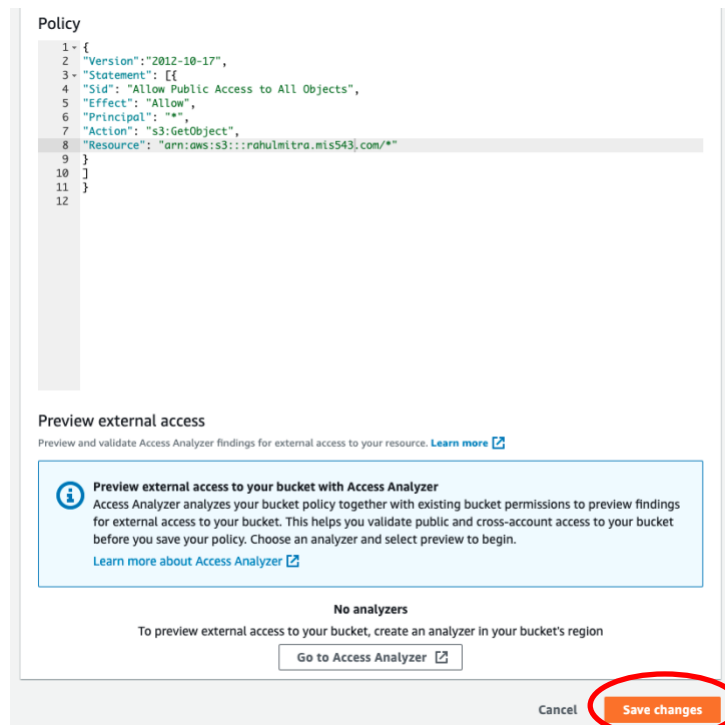 Policy
1 {
2 "Version":"2012-10-17",
3 "Statement": [{
4 "Sid": "Allow Public Access to All Objects",
5 "Effect": "Allow",
6 "Principal": "*",
7 "Action": "s3:GetObject",
8 "Resource": "arn:aws:s3:::rahulmitra.mis543.com/*"
9 }
10 ]
11 }
12
Preview external access
Preview and validate Access Analyzer findings for external access to your resource. Learn more
Preview external access to your bucket with Access Analyzer
Access Analyzer analyzes your bucket policy together with existing bucket permissions to preview findings
for external access to your bucket. This helps you validate public and cross-account access to your bucket
before you save your policy. Choose an analyzer and select preview to begin.
Learn more about Access Analyzer
No analyzers
To preview external access to your bucket, create an analyzer in your bucket's region
Go to Access Analyzer
Cancel Save changes